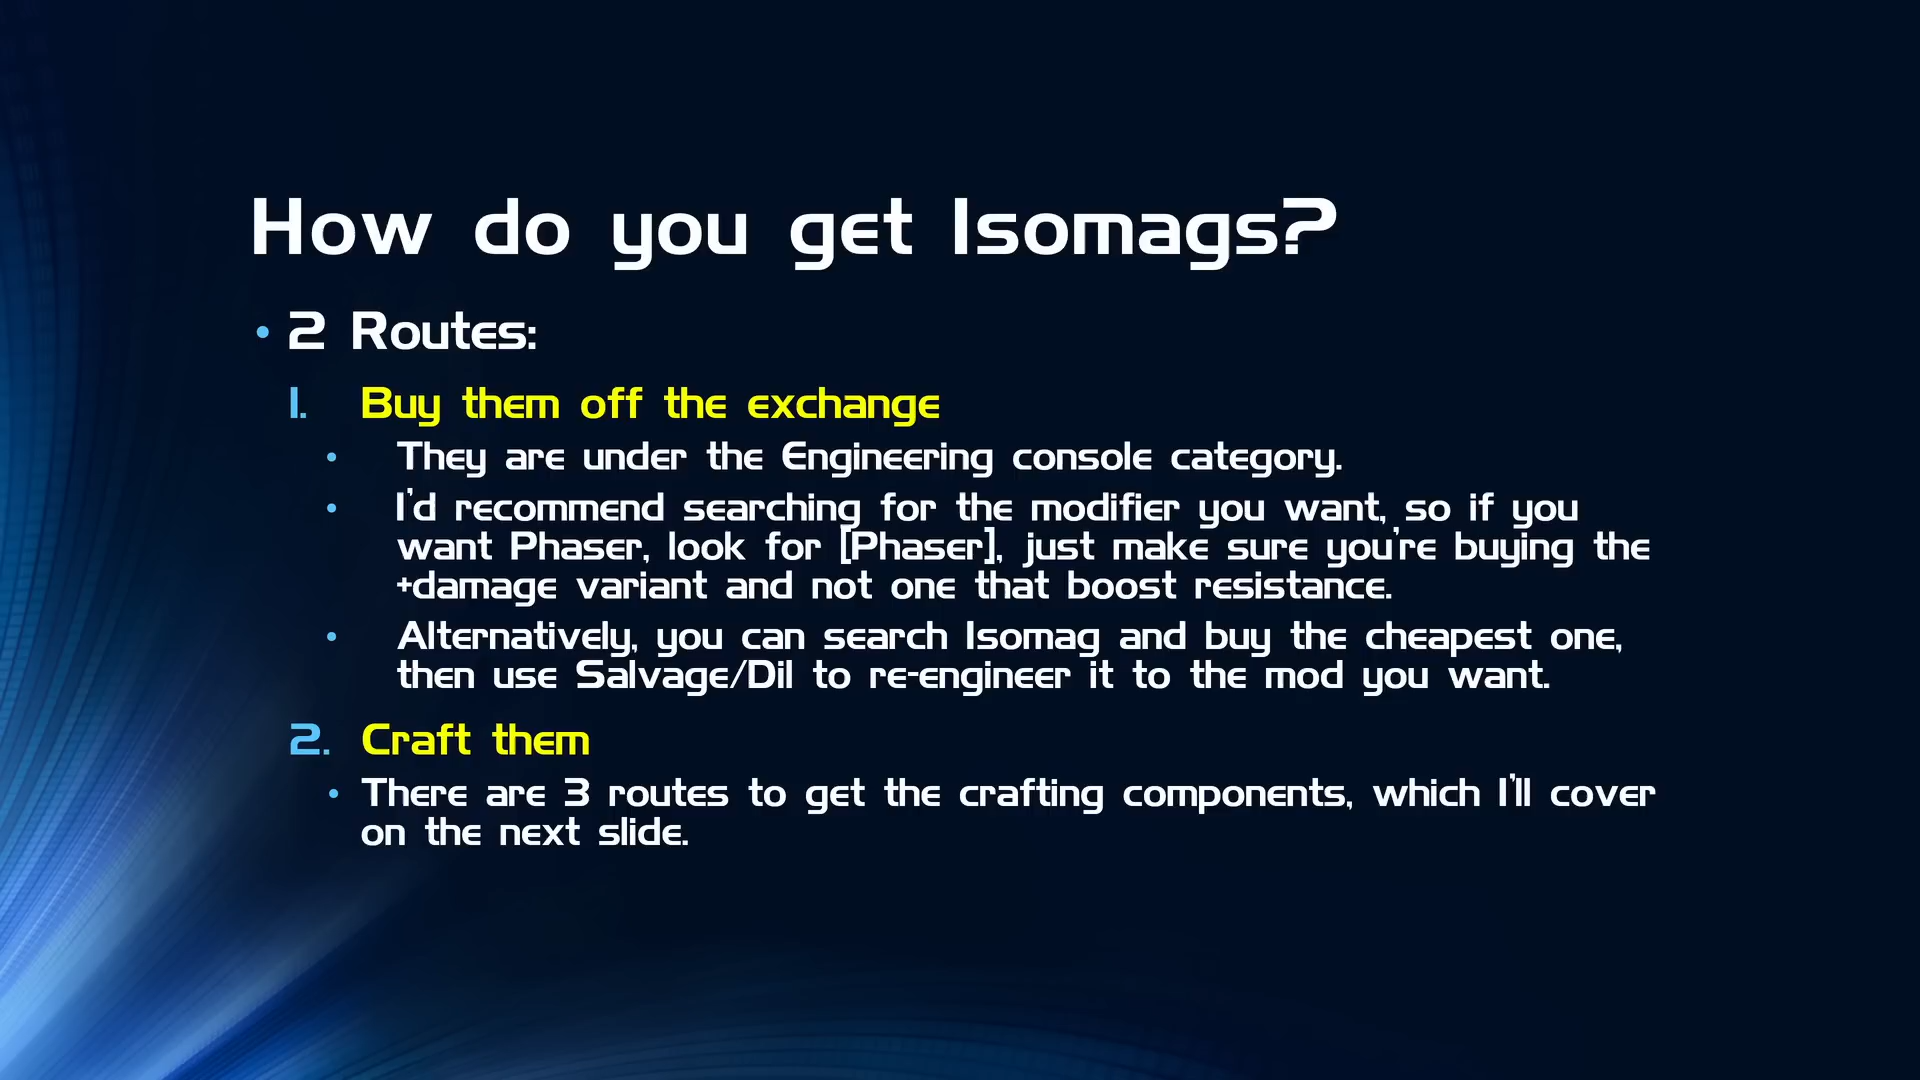 How do you get Isomags?
• 2 Routes:
1. Buy them off the exchange
• They are under the Engineering console category.
• I'd recommend searching for the modifier you want, so if you
want Phaser, look for [Phaser], just make sure you're buying the
+damage variant and not one that boost resistance.
• Alternatively, you can search Isomag and buy the cheapest one,
then use Salvage/Dil to re-engineer it to the mod you want.
2. Craft them
• There are 3 routes to get the crafting components, which I'll cover
on the next slide.